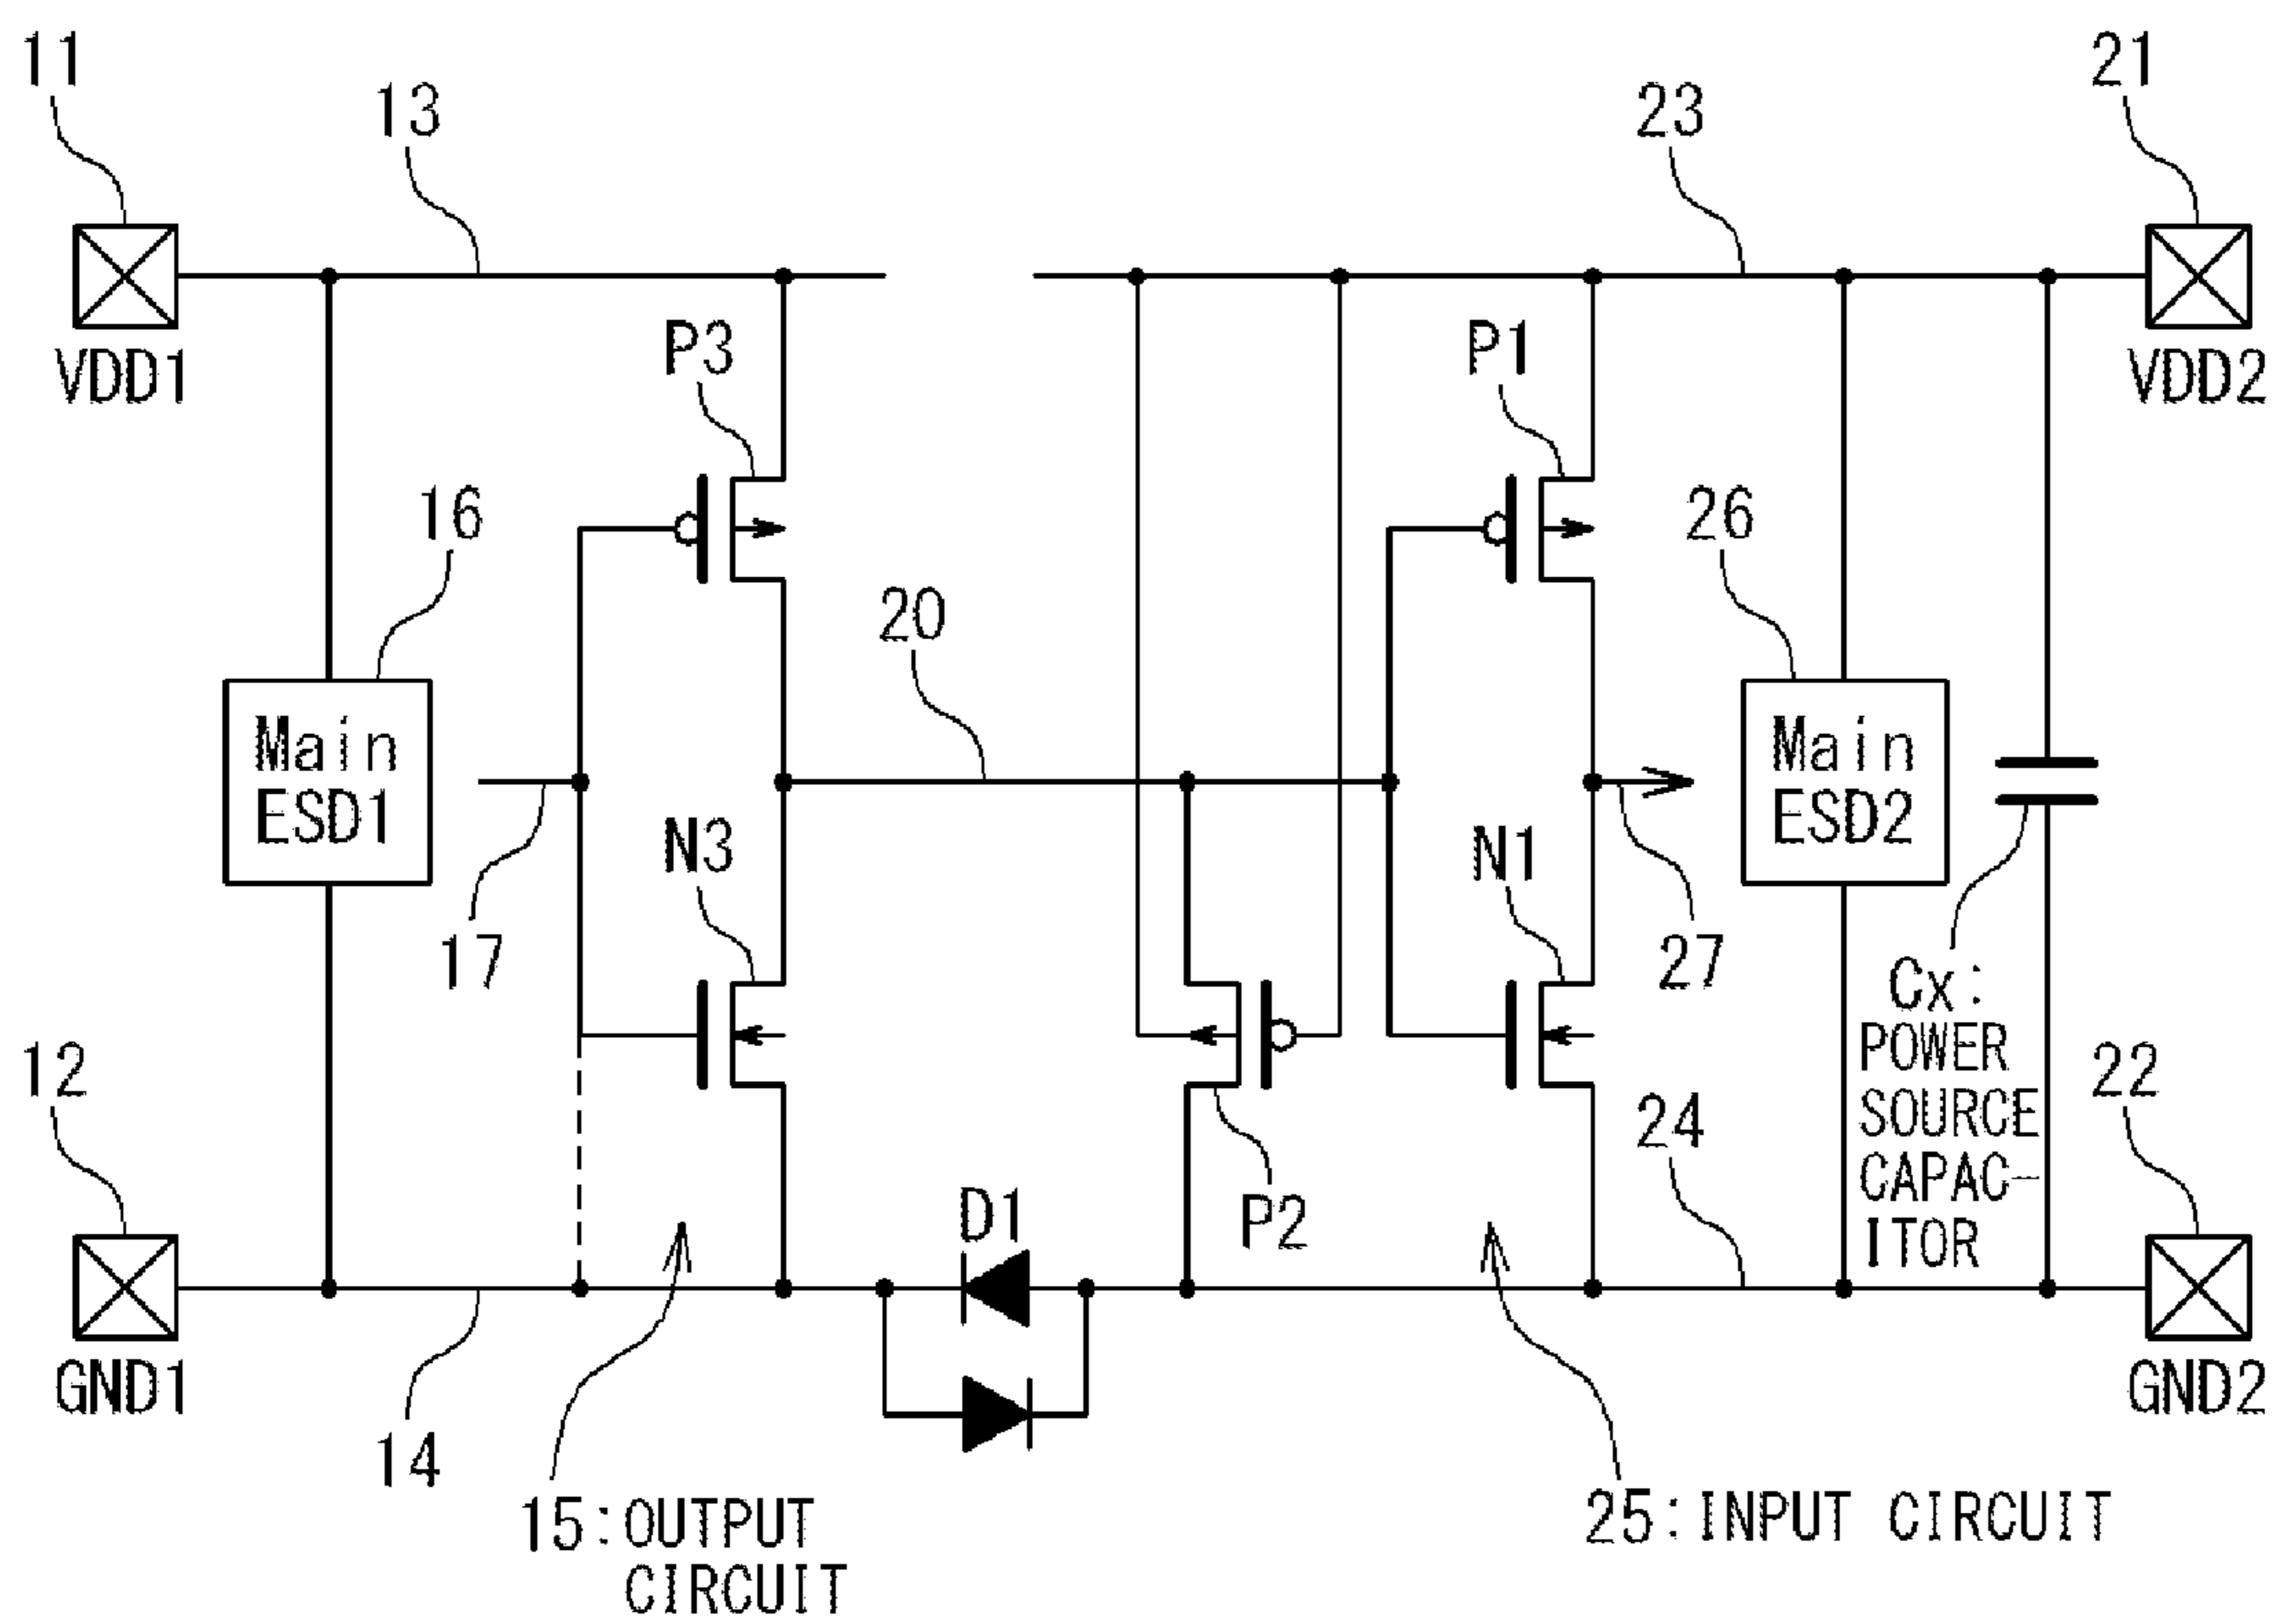 11
13
23
21
VDD1
P3
P1
VDD2
16
26
20
Main
ESD1
Main
ESD2
N3
N1
17
27
Cx:
POWER
SOURCE
CAPAC-
ITOR
12
24
22
D1
P2
GND1
GND2
14
15:OUTPUT
CIRCUIT
25:INPUT CIRCUIT